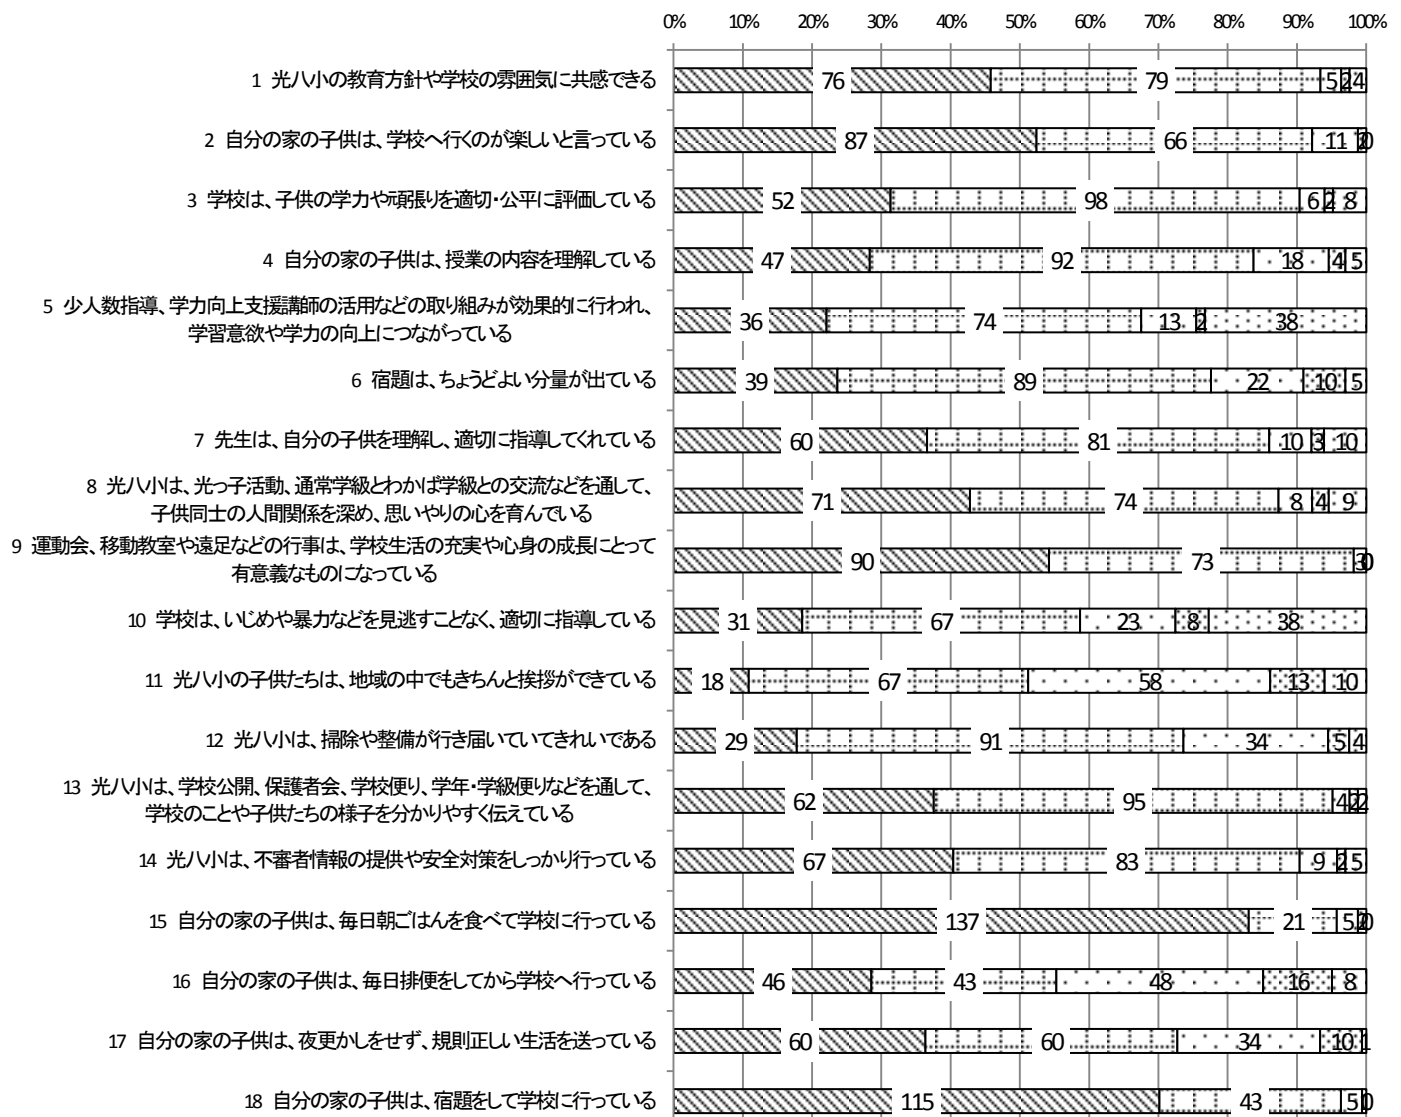 0% 10% 20% 30% 40% 50% 60% 70% 80% 90% 100%
1 光八小の教育方針や学校の雰囲気に共感できる 76 79 5 2 4
2 自分の家の子供は、学校へ行くのが楽しいと言っている 87 66 11 2 0
3 学校は、子供の学力や頑張りを適切・公平に評価している 52 98 6 2 8
4 自分の家の子供は、授業の内容を理解している 47 92 18 4 5
5 少人数指導、学力向上支援講師の活用などの取り組みが効果的に行われ、
学習意欲や学力の向上につながっている 36 74 13 2 38
6 宿題は、ちょうどよい分量が出ている 39 89 22 10 5
7 先生は、自分の子供を理解し、適切に指導してくれている 60 81 10 3 10
8 光八小は、光っ子活動、通常学級とわかば学級との交流などを通して、
子供同士の人間関係を深め、思いやりの心を育んでいる 71 74 8 4 9
9 運動会、移動教室や遠足などの行事は、学校生活の充実や心身の成長にとって
有意義なものになっている 90 73 3 0
10 学校は、いじめや暴力などを見逃すことなく、適切に指導している 31 67 23 8 38
11 光八小の子供たちは、地域の中でもきちんと挨拶ができている 18 67 58 13 10
12 光八小は、掃除や整備が行き届いていてきれいである 29 91 34 5 4
13 光八小は、学校公開、保護者会、学校便り、学年・学級便りなどを通して、
学校のことや子供たちの様子を分かりやすく伝えている 62 95 4 2 2
14 光八小は、不審者情報の提供や安全対策をしっかり行っている 67 83 9 2 5
15 自分の家の子供は、毎日朝ごはんを食べて学校に行っている 137 21 5 2 0
16 自分の家の子供は、毎日排便をしてから学校へ行っている 46 43 48 16 8
17 自分の家の子供は、夜更かしをせず、規則正しい生活を送っている 60 60 34 10 1
18 自分の家の子供は、宿題をして学校に行っている 115 43 5 0